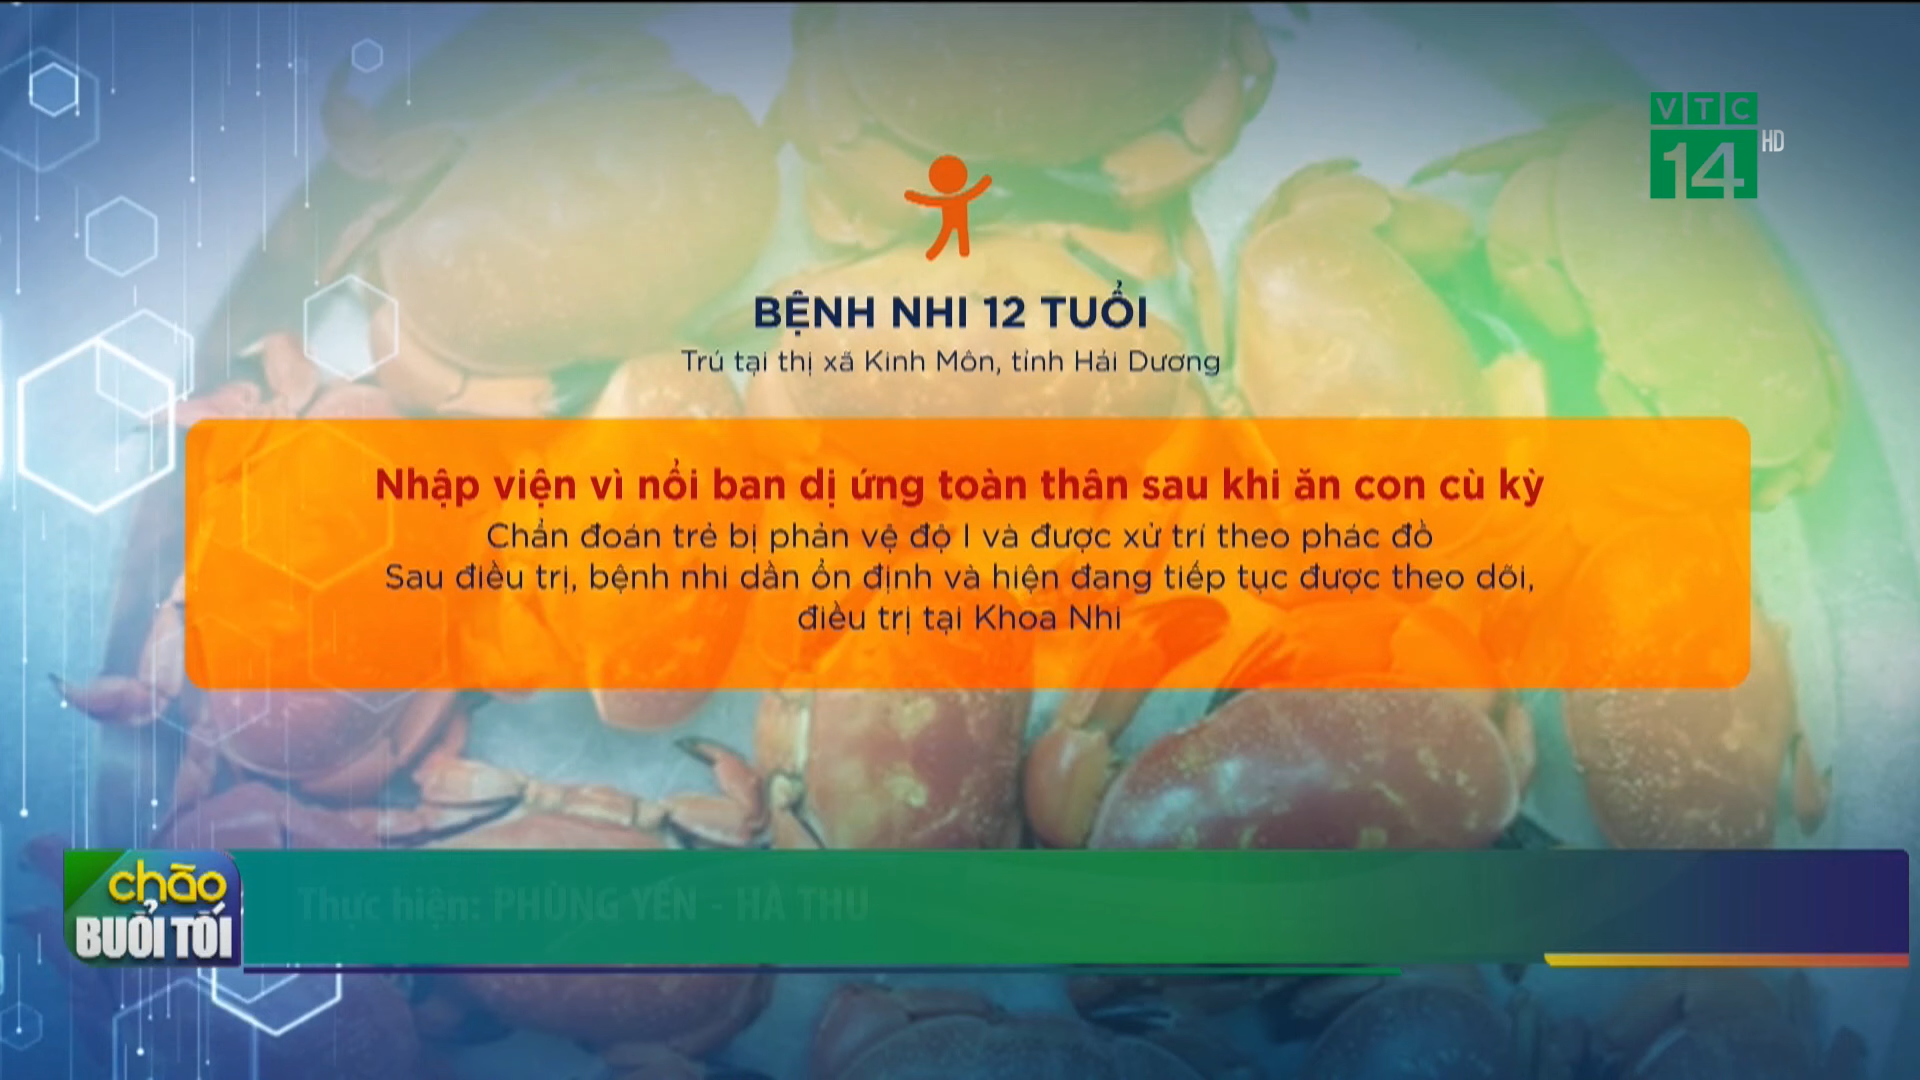 VTC
14 HD
BỆNH NHI 12 TUỔI
Trú tại thị xã Kinh Môn, tỉnh Hải Dương
Nhập viện vì nổi ban dị ứng toàn thân sau khi ăn con cù kỳ
Chẩn đoán trẻ bị phản vệ độ I và được xử trí theo phác đồ
Sau điều trị, bệnh nhi dần ổn định và hiện đang tiếp tục được theo dõi,
điều trị tại Khoa Nhi
chào
BUỔI TỐI
Thực hiện: PHÙNG YẾN - HÀ THU